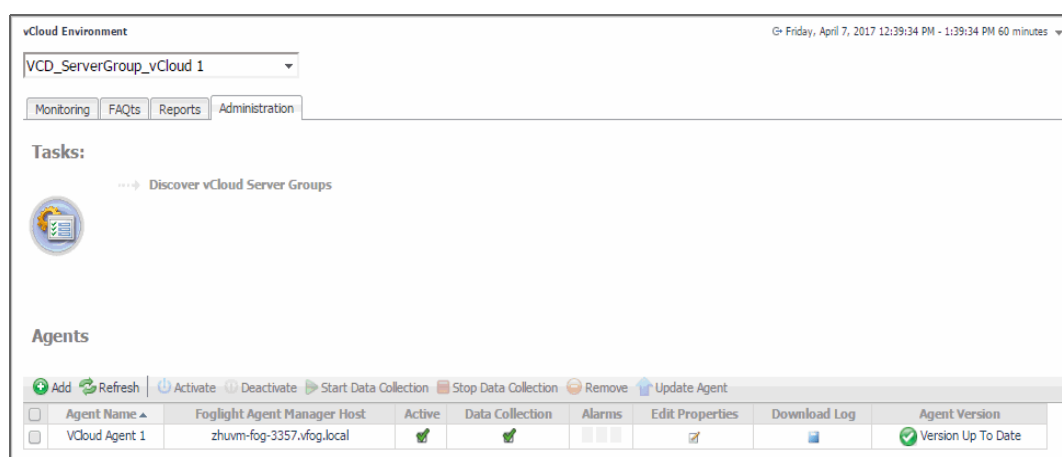 vCloud Environment
Friday, April 7, 2017 12:39:34 PM - 1:39:34 PM 60 minutes
VCD_ServerGroup_vCloud 1
Monitoring FAQts Reports Administration
Tasks:
Discover vCloud Server Groups
Agents
Add Refresh Activate Deactivate Start Data Collection Stop Data Collection Remove Update Agent
Agent Name Foglight Agent Manager Host Active Data Collection Alarms Edit Properties Download Log Agent Version
VCloud Agent 1 zhuvm-fog-3357.vfog.local Version Up To Date